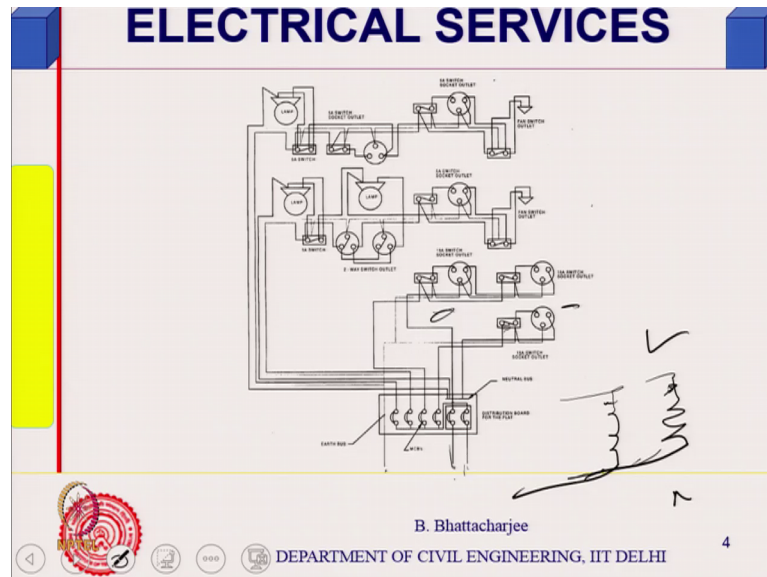 ELECTRICAL SERVICES
5A SWITCH
SOCKET OUTLET
LAMP
5A SWITCH
SOCKET OUTLET
FAN SWITCH
OUTLET
5A SWITCH
5A SWITCH
SOCKET OUTLET
LAMP
LAMP
FAN SWITCH
OUTLET
5A SWITCH
2-WAY SWITCH OUTLET
15A SWITCH
SOCKET OUTLET
15A SWITCH
SOCKET OUTLET
15A SWITCH
SOCKET OUTLET
NEUTRAL BUS
DISTRIBUTION BOARD
FOR THE FLAT
EARTH BUS
MCB's
NPTEL
B. Bhattacharjee
4
DEPARTMENT OF CIVIL ENGINEERING, IIT DELHI